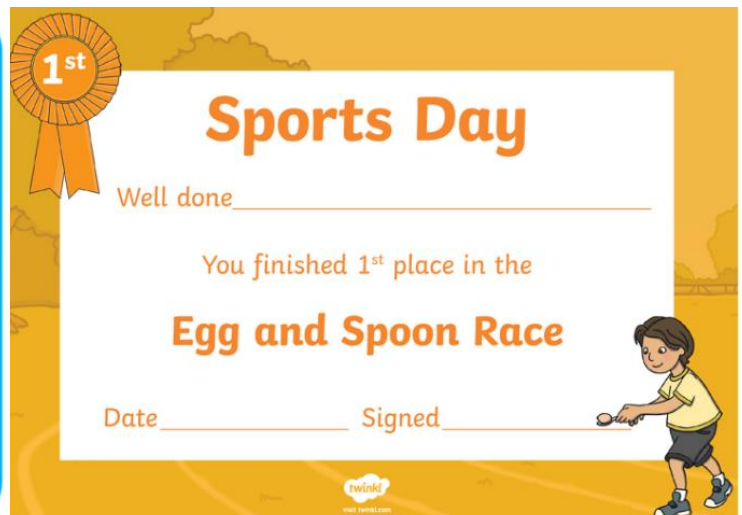 1st
Sports Day
Well done
You finished 1st place in the
Egg and Spoon Race
Date Signed
twinkl
visit twinkl.com